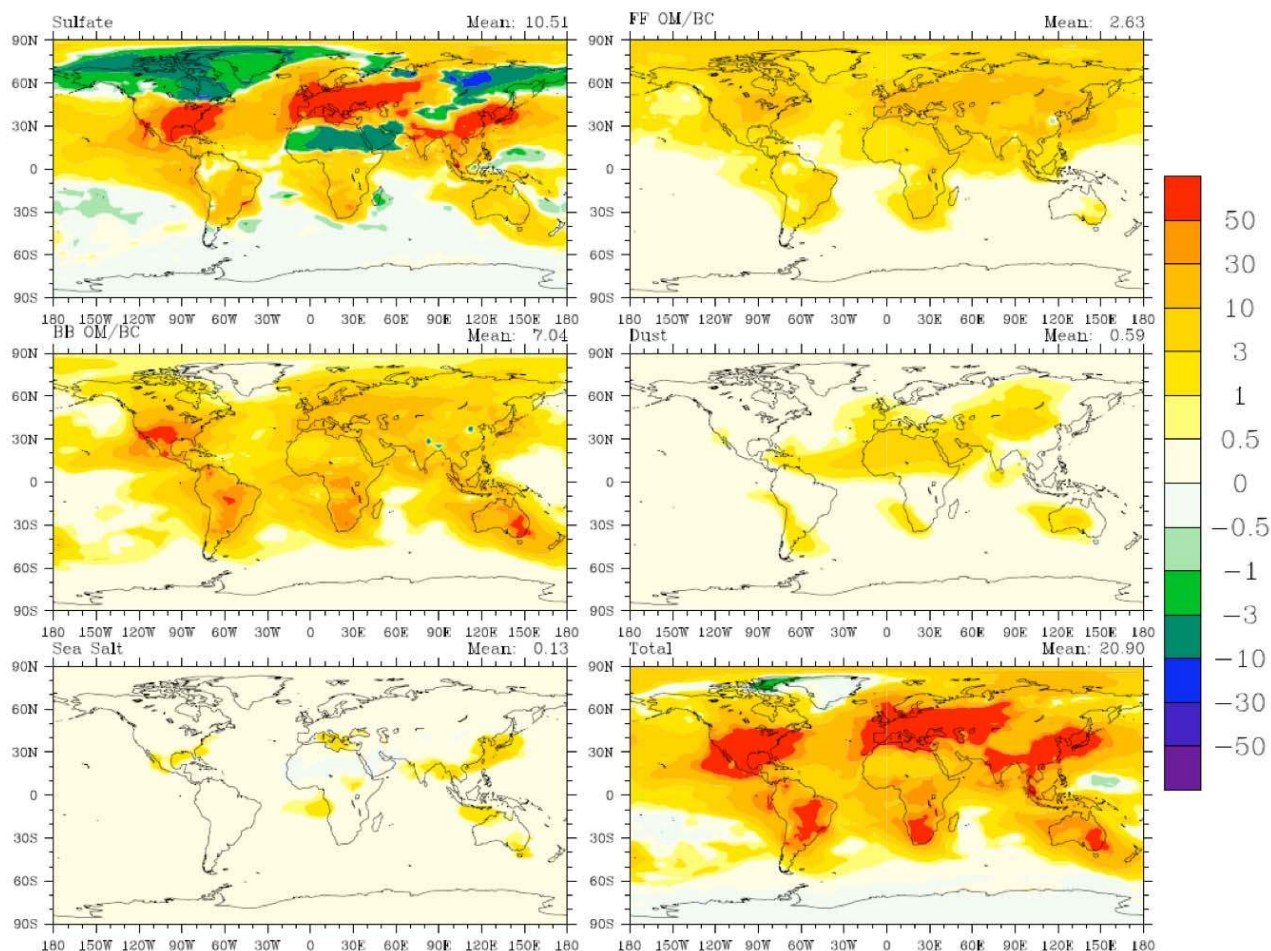 Sulfate Mean: 10.51
90N
60N
30N
0
30S
60S
90S
180 150W 120W 90W 60W 30W 0 30E 60E 90E 120E 150E 180
FF OM/BC Mean: 2.63
90N
60N
30N
0
30S
60S
90S
180 150W 120W 90W 60W 30W 0 30E 60E 90E 120E 150E 180
BB OM/BC Mean: 7.04
90N
60N
30N
0
30S
60S
90S
180 150W 120W 90W 60W 30W 0 30E 60E 90E 120E 150E 180
Dust Mean: 0.59
90N
60N
30N
0
30S
60S
90S
180 150W 120W 90W 60W 30W 0 30E 60E 90E 120E 150E 180
Sea Salt Mean: 0.13
90N
60N
30N
0
30S
60S
90S
180 150W 120W 90W 60W 30W 0 30E 60E 90E 120E 150E 180
Total Mean: 20.90
90N
60N
30N
0
30S
60S
90S
180 150W 120W 90W 60W 30W 0 30E 60E 90E 120E 150E 180
50
30
10
3
1
0.5
0
−0.5
−1
−3
−10
−30
−50